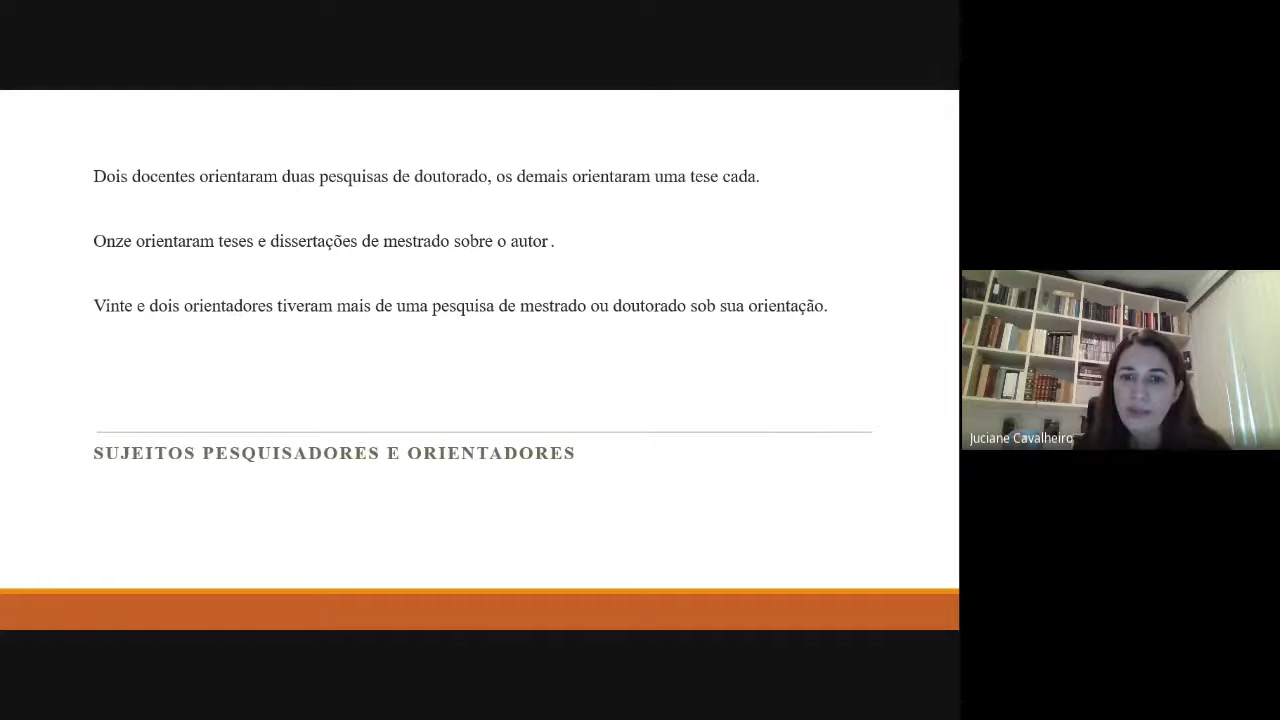 Dois docentes orientaram duas pesquisas de doutorado, os demais orientaram uma tese cada.
Onze orientaram teses e dissertações de mestrado sobre o autor .
Vinte e dois orientadores tiveram mais de uma pesquisa de mestrado ou doutorado sob sua orientação.
SUJEITOS PESQUISADORES E ORIENTADORES
Juciane Cavalheiro